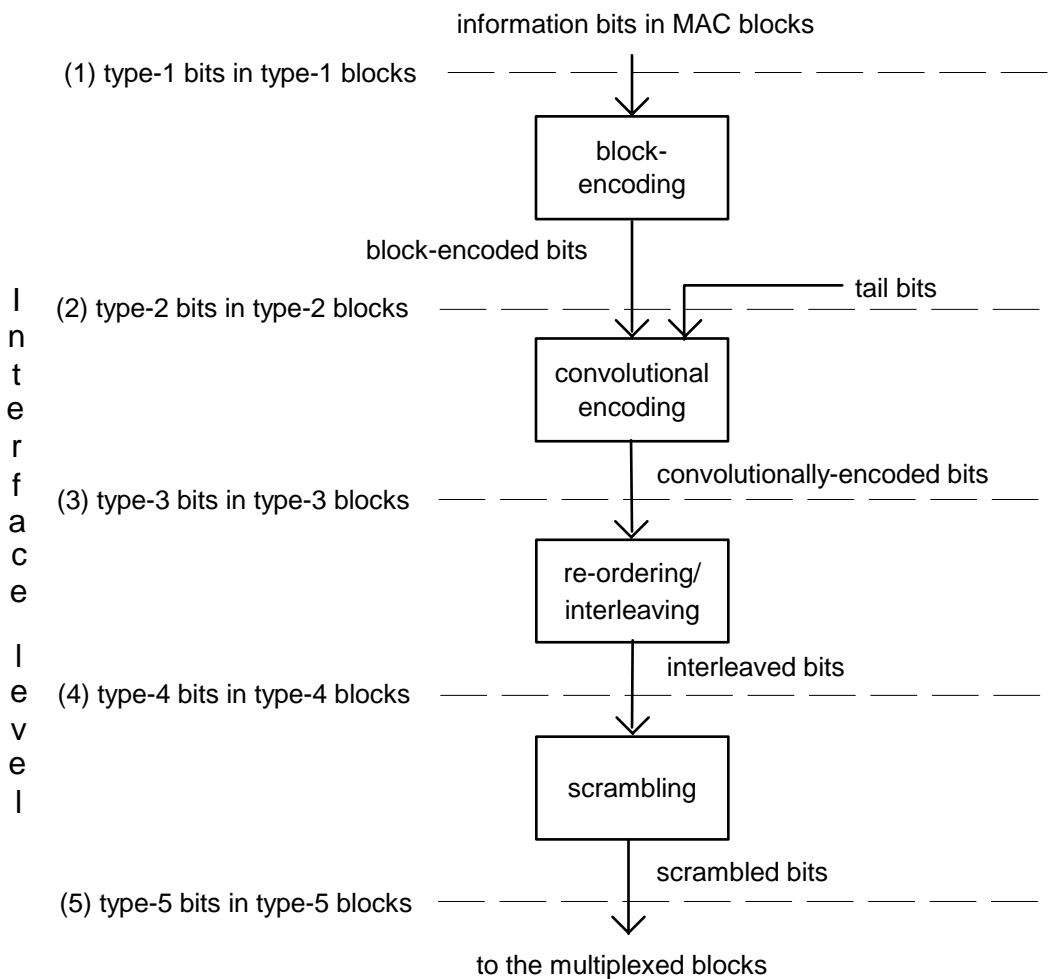 information bits in MAC blocks
(1) type-1 bits in type-1 blocks
block-
encoding
block-encoded bits
tail bits
(2) type-2 bits in type-2 blocks
convolutional
encoding
convolutionally-encoded bits
(3) type-3 bits in type-3 blocks
re-ordering/
interleaving
interleaved bits
(4) type-4 bits in type-4 blocks
scrambling
scrambled bits
(5) type-5 bits in type-5 blocks
to the multiplexed blocks
Interface level